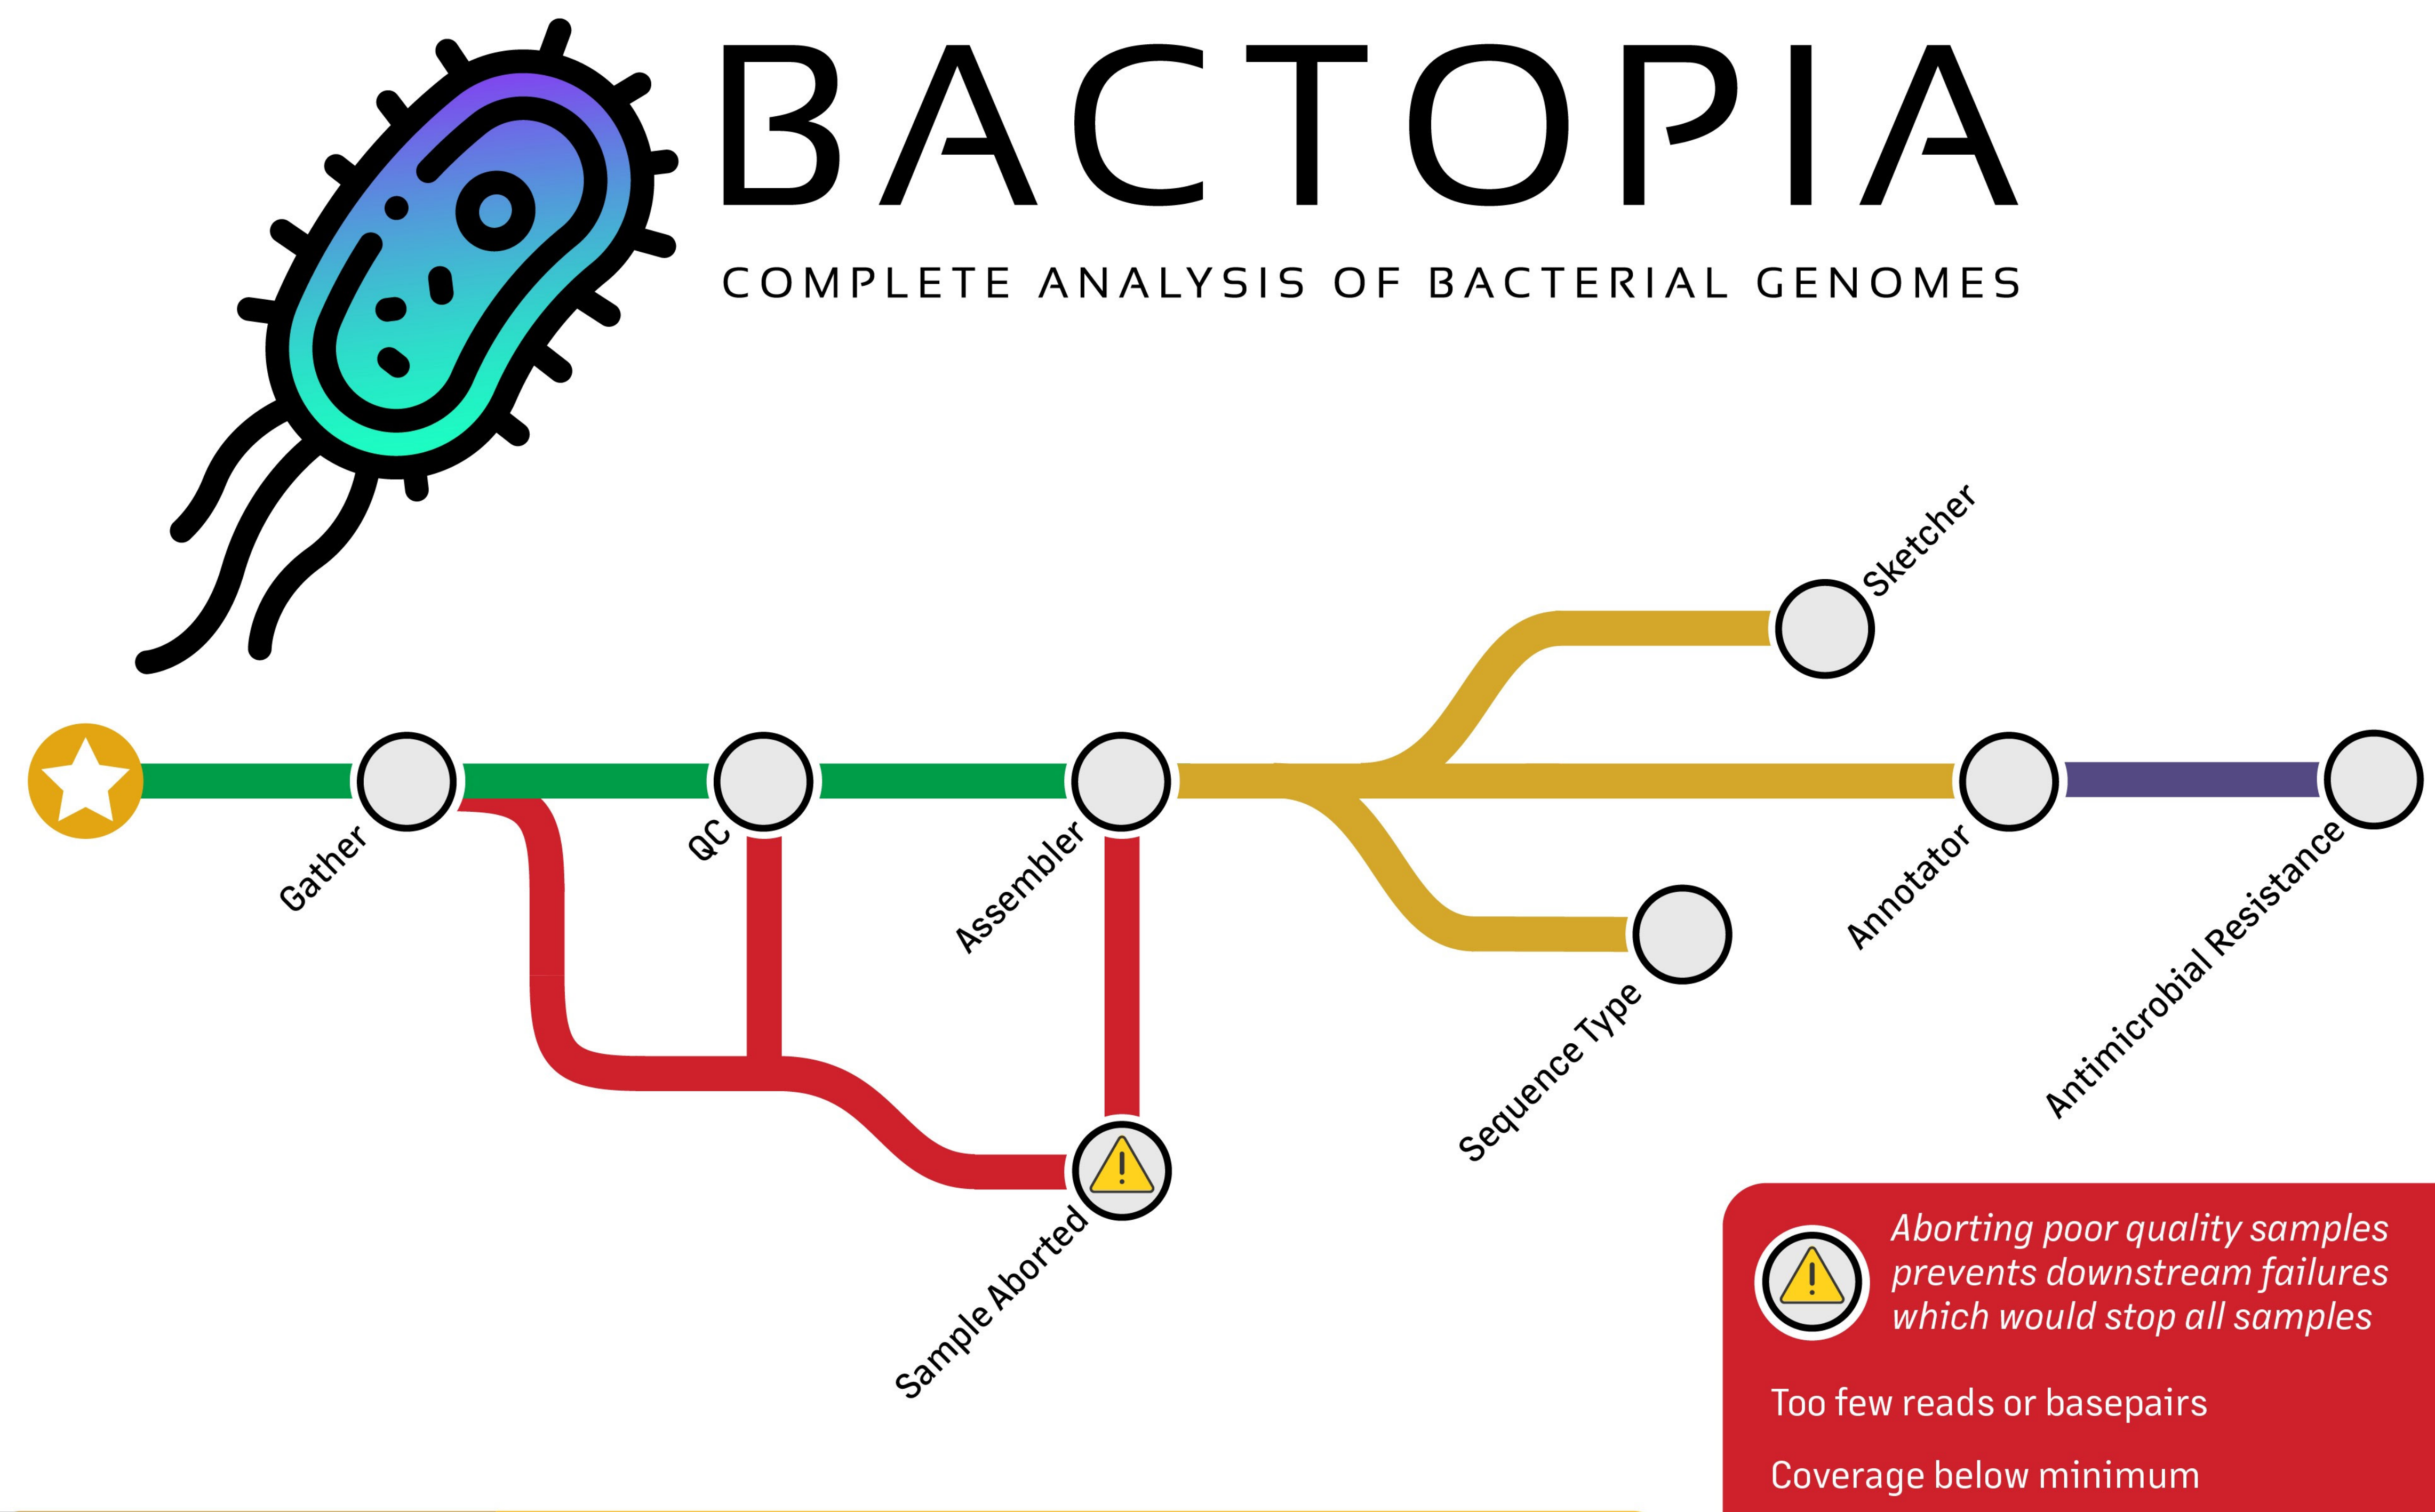 BACTOPIA
COMPLETE ANALYSIS OF BACTERIAL GENOMES
Sketcher
Gather
QC
Assembler
Annotator
Antimicrobial Resistance
Sequence Type
Sample Aborted
Aborting poor quality samples
prevents downstream failures
which would stop all samples
Too few reads or basepairs
Coverage below minimum